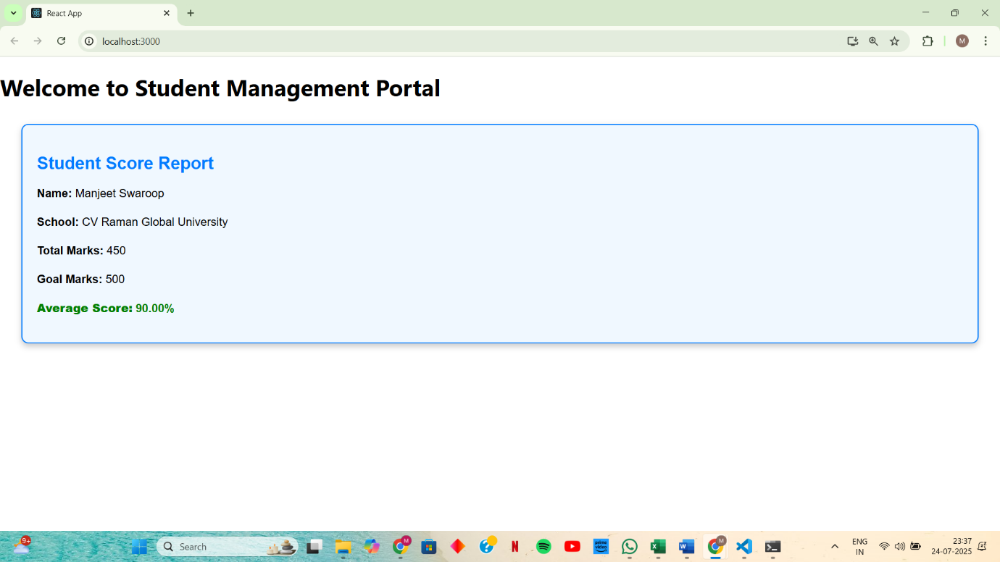 React App
localhost:3000
M
Welcome to Student Management Portal
Student Score Report
Name: Manjeet Swaroop
School: CV Raman Global University
Total Marks: 450
Goal Marks: 500
Average Score: 90.00%
9+
Search
M
prime video
M
ENG
IN
23:37
24-07-2025